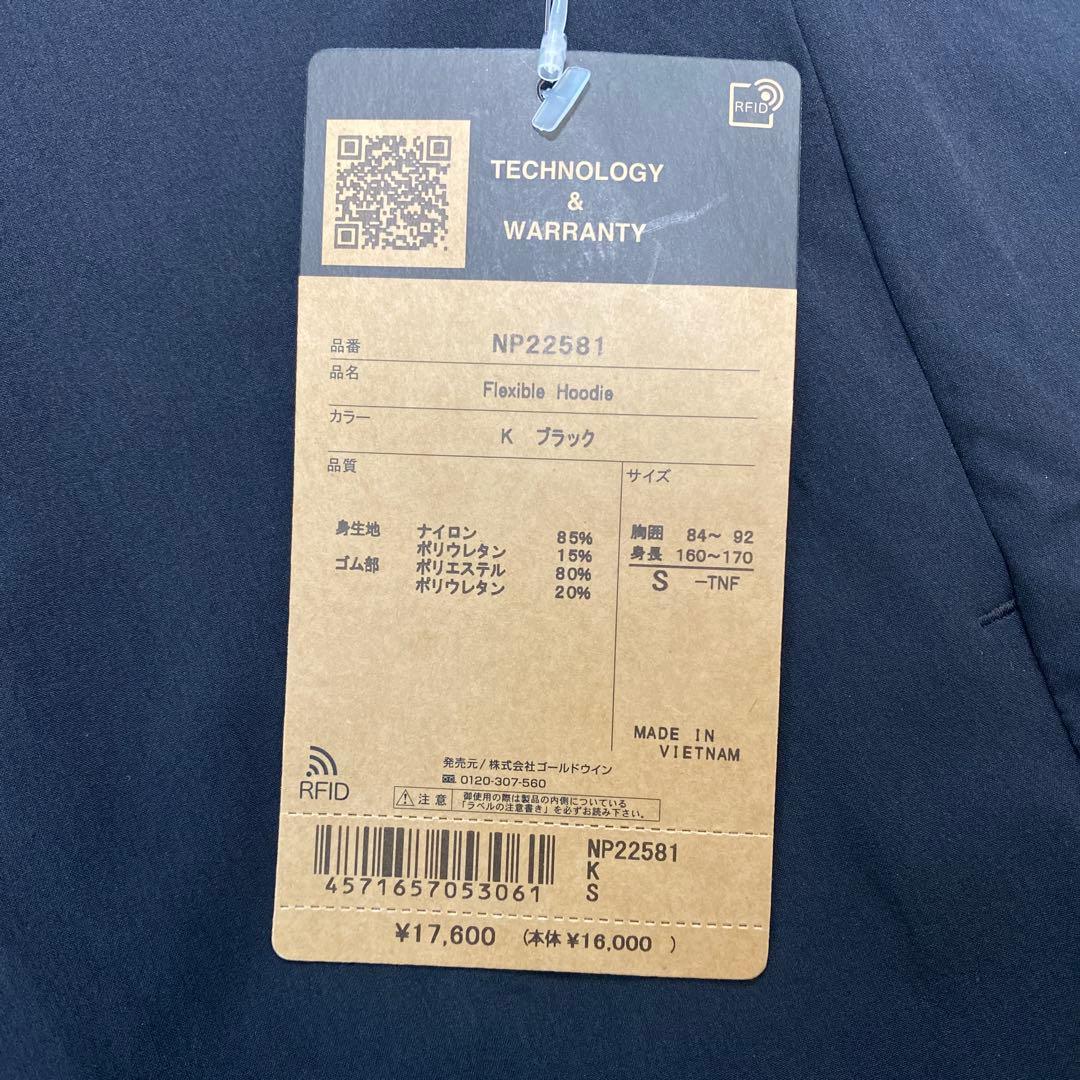 RFID
TECHNOLOGY
&
WARRANTY
品番 NP22581
品名 Flexible Hoodie
カラー K ブラック
品質
身生地 ナイロン 85%
ポリウレタン 15%
ゴム部 ポリエステル 80%
ポリウレタン 20%
サイズ
胸囲 84～ 92
身長 160～170
S -TNF
MADE IN
VIETNAM
RFID
発売元/株式会社ゴールドウイン
0120-307-560
注意
御使用の際は製品の内側についている
「ラベルの注意書き」を必ずお読み下さい。
4571657053061
NP22581
K
S
¥17,600 (本体¥16,000 )